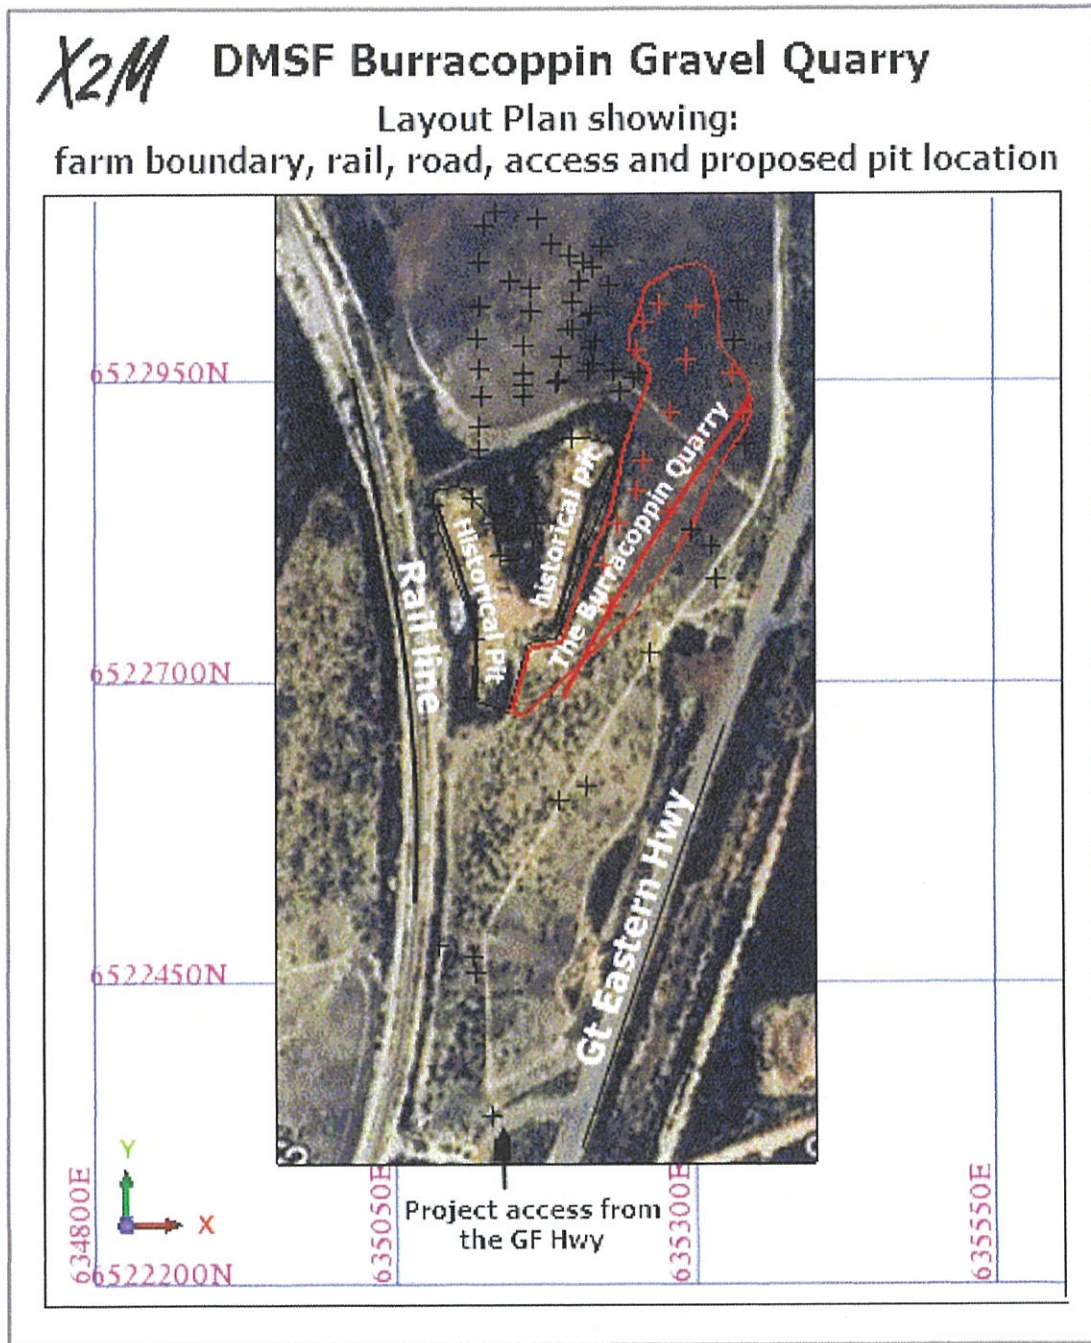 X2M
DMSF Burracoppin Gravel Quarry
Layout Plan showing:
farm boundary, rail, road, access and proposed pit location
6522950N
The Burracoppin Quarry
historical pit
Historical Pit
Rail line
6522700N
Gt Eastern Hwy
6522450N
Y
X
634800E
635050E
635300E
635550E
Project access from
the GF Hwy
6522200N